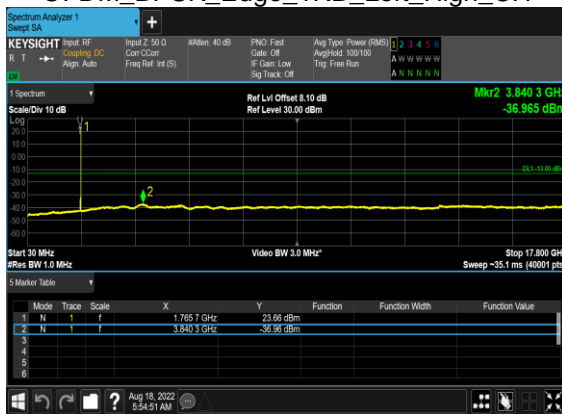 Spectrum Analyzer 1
Swept SA
+
KEYSIGHT Input: RF Input Z: 50 Ω #Atten: 40 dB PNO: Fast Avg Type: Power (RMS) 1 2 3 4 5 6
R T Coupling: DC Corr CCorr Gate: Off Avg|Hold: 100/100 A W W W W W
Align: Auto Freq Ref: Int (S) IF Gain: Low Trig: Free Run
LU Sig Track: Off A N N N N N
1 Spectrum Ref Lvl Offset 8.10 dB Mkr2 3.840 3 GHz
Scale/Div 10 dB Ref Level 30.00 dBm -36.965 dBm
Log
20.0 1
10.0
0.00
-10.0 DL1 -13.00 dBm
-20.0
-30.0 2
-40.0
-50.0
-60.0
Start 30 MHz Video BW 3.0 MHz* Stop 17.800 GHz
#Res BW 1.0 MHz Sweep ~35.1 ms (40001 pts)
5 Marker Table
Mode Trace Scale X Y Function Function Width Function Value
1 N 1 f 1.765 7 GHz 23.66 dBm
2 N 1 f 3.840 3 GHz -36.96 dBm
3
4
5
6
? Aug 18, 2022
5:54:51 AM